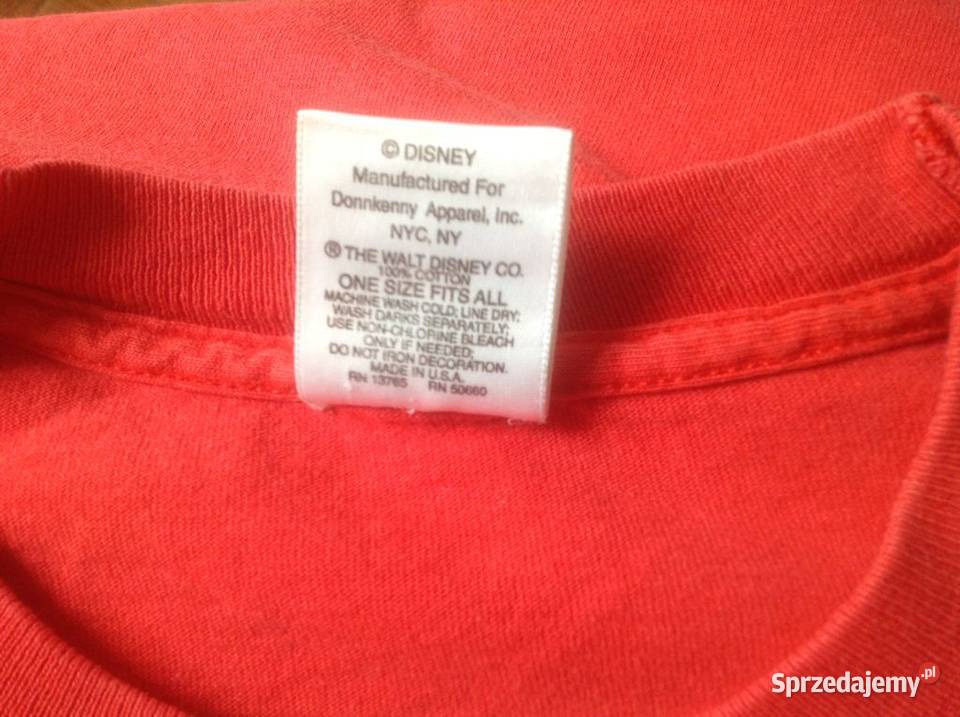 © DISNEY
Manufactured For
Donnkenny Apparel, Inc.
NYC, NY
® THE WALT DISNEY CO.
100% COTTON
ONE SIZE FITS ALL
MACHINE WASH COLD; LINE DRY;
WASH DARKS SEPARATELY;
USE NON-CHLORINE BLEACH
ONLY IF NEEDED;
DO NOT IRON DECORATION.
MADE IN U.S.A.
RN 13765 RN 50660
Sprzedajemy.pl